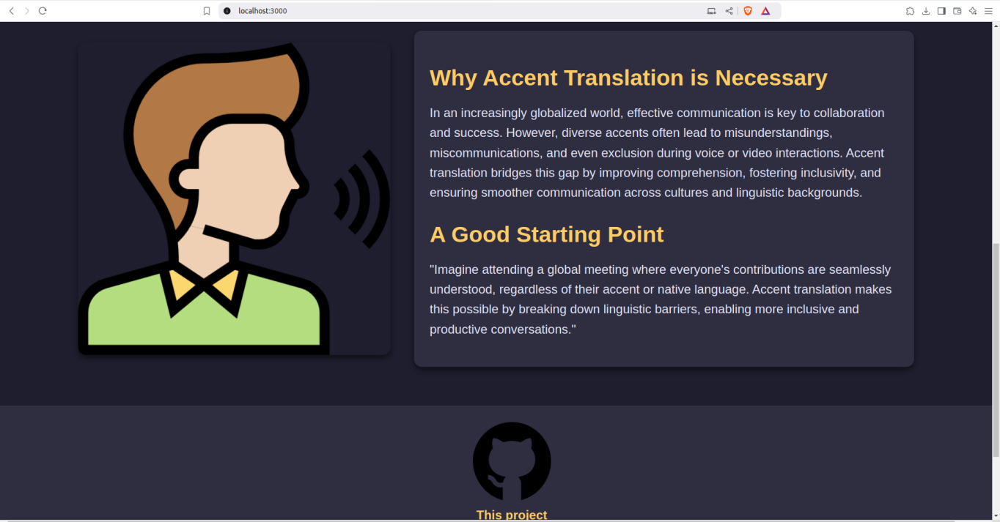 localhost:3000
Why Accent Translation is Necessary
In an increasingly globalized world, effective communication is key to collaboration
and success. However, diverse accents often lead to misunderstandings,
miscommunications, and even exclusion during voice or video interactions. Accent
translation bridges this gap by improving comprehension, fostering inclusivity, and
ensuring smoother communication across cultures and linguistic backgrounds.
A Good Starting Point
"Imagine attending a global meeting where everyone's contributions are seamlessly
understood, regardless of their accent or native language. Accent translation makes
this possible by breaking down linguistic barriers, enabling more inclusive and
productive conversations."
This project